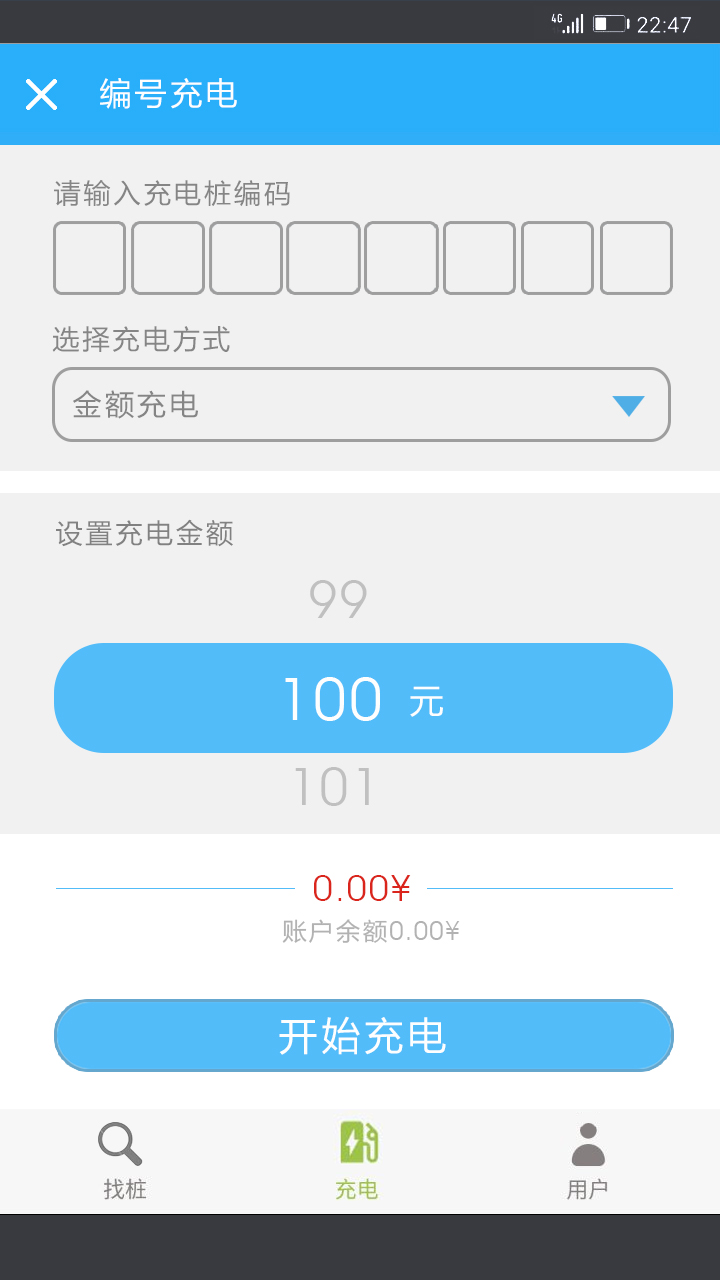 4G 22:47
编号充电
请输入充电桩编码
选择充电方式
金额充电
设置充电金额
99
100 元
101
0.00¥
账户余额0.00¥
开始充电
找桩 充电 用户